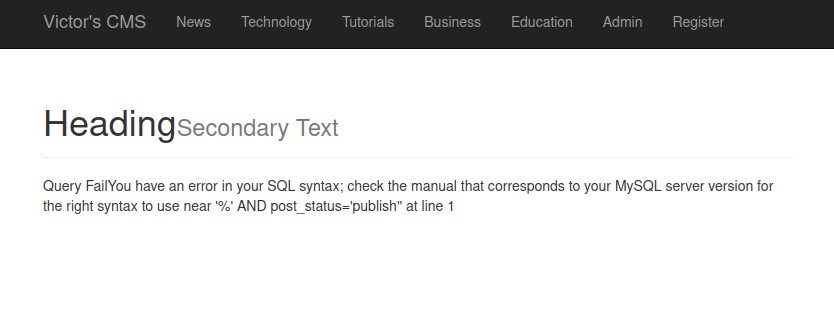 Victor's CMS News Technology Tutorials Business Education Admin Register
HeadingSecondary Text
Query FailYou have an error in your SQL syntax; check the manual that corresponds to your MySQL server version for
the right syntax to use near '%' AND post_status='publish'' at line 1